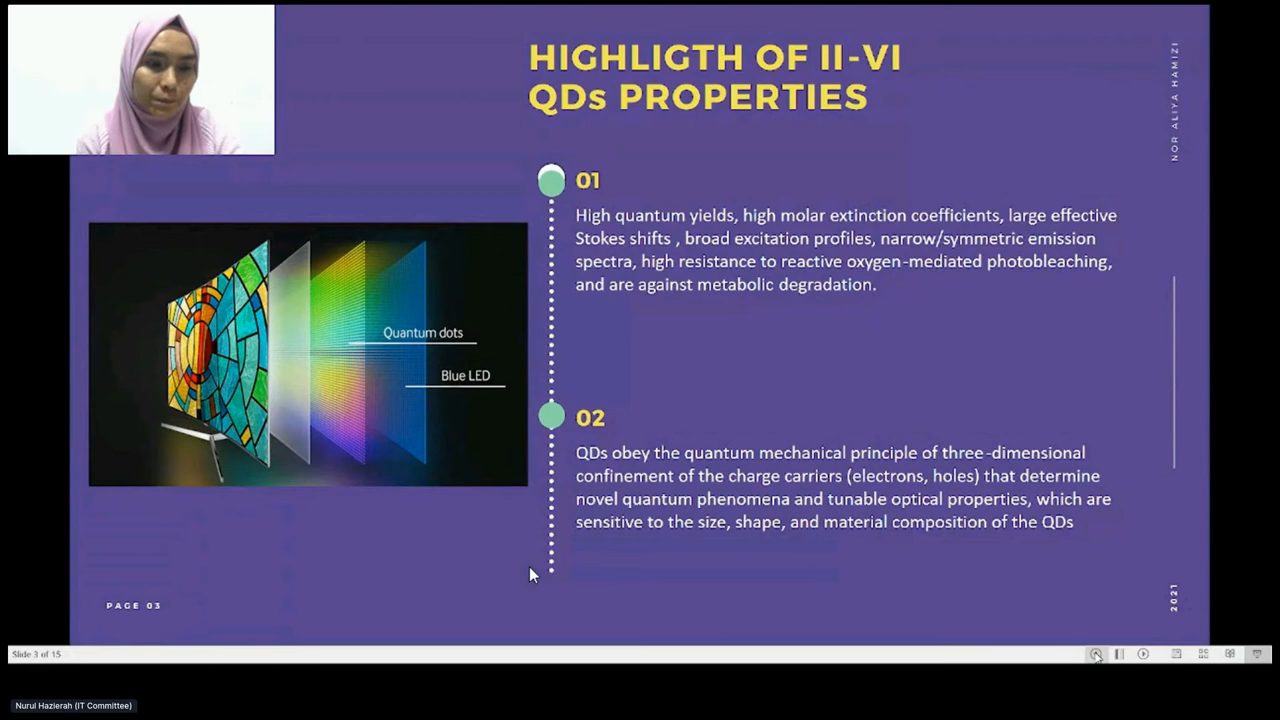 HIGHLIGTH OF II-VI
QDs PROPERTIES
NOR ALIYA HAMIZI
01
High quantum yields, high molar extinction coefficients, large effective
Stokes shifts , broad excitation profiles, narrow/symmetric emission
spectra, high resistance to reactive oxygen-mediated photobleaching,
and are against metabolic degradation.
Quantum dots
Blue LED
02
QDs obey the quantum mechanical principle of three-dimensional
confinement of the charge carriers (electrons, holes) that determine
novel quantum phenomena and tunable optical properties, which are
sensitive to the size, shape, and material composition of the QDs
PAGE 03
2021
Slide 3 of 15
Nurul Hazierah (IT Committee)